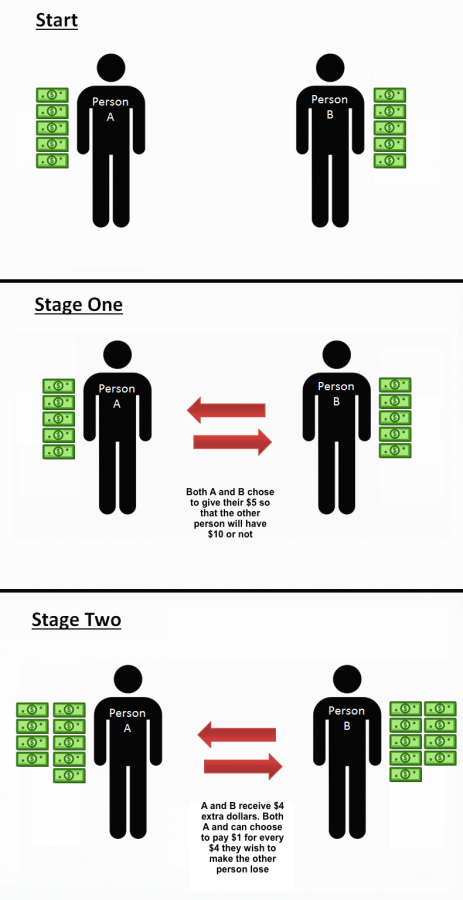 Start
Person
A
Person
B
Stage One
Person
A
Person
B
Both A and B chose
to give their $5 so
that the other
person will have
$10 or not
Stage Two
Person
A
Person
B
A and B receive $4
extra dollars. Both
A and can choose
to pay $1 for every
$4 they wish to
make the other
person lose